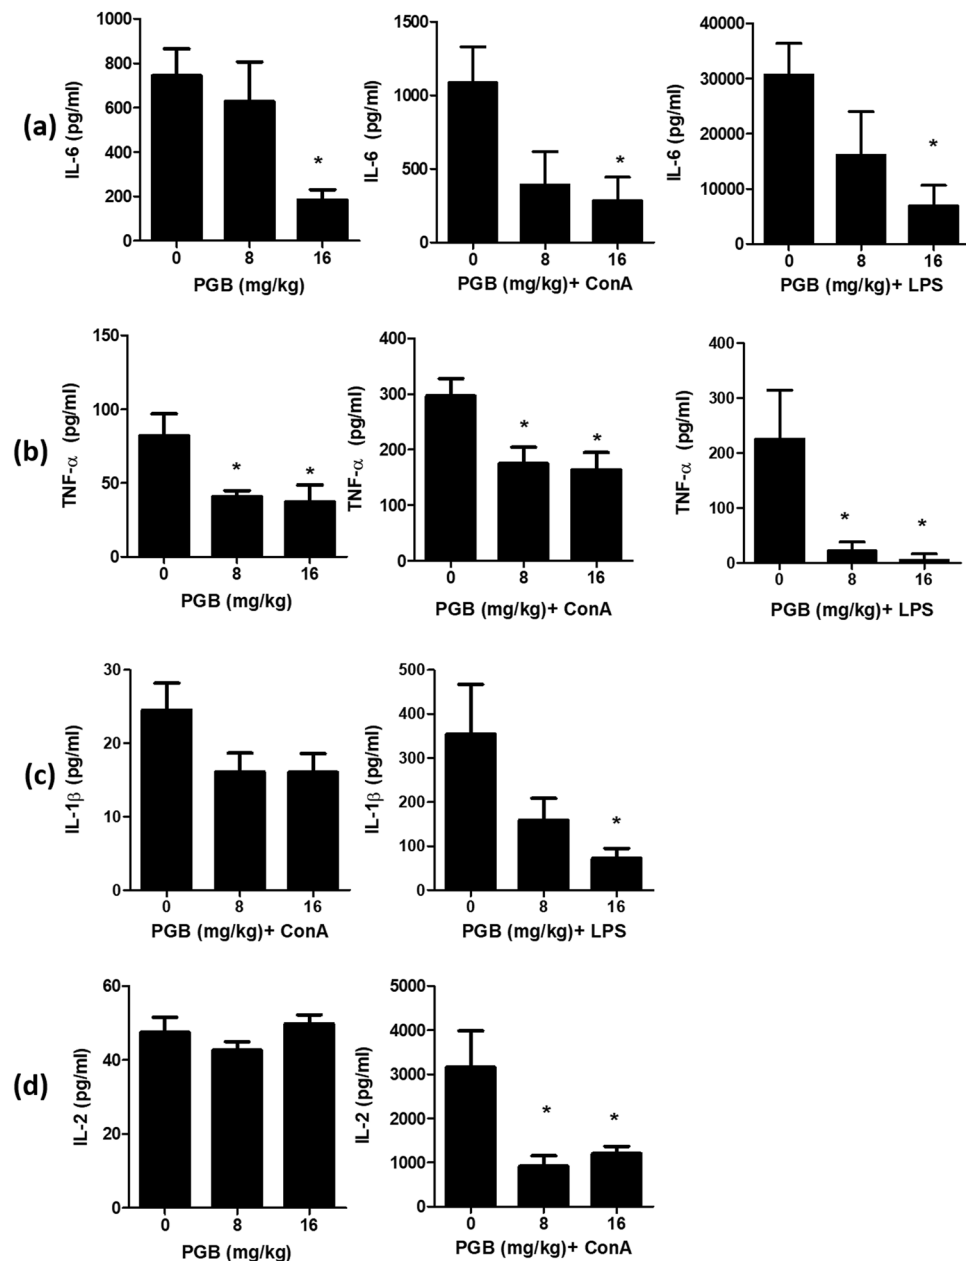 (a)
IL-6 (pg/ml)
1000
800
600
400
200
0
*
0 8 16
PGB (mg/kg)
IL-6 (pg/ml)
1500
1000
500
0
*
0 8 16
PGB (mg/kg)+ ConA
IL-6 (pg/ml)
40000
30000
20000
10000
0
*
0 8 16
PGB (mg/kg)+ LPS
(b)
TNF-α (pg/ml)
150
100
50
0
* *
0 8 16
PGB (mg/kg)
TNF-α (pg/ml)
400
300
200
100
0
* *
0 8 16
PGB (mg/kg)+ ConA
TNF-α (pg/ml)
400
300
200
100
0
* *
0 8 16
PGB (mg/kg)+ LPS
(c)
IL-1β (pg/ml)
30
20
10
0
0 8 16
PGB (mg/kg)+ ConA
IL-1β (pg/ml)
500
400
300
200
100
0
*
0 8 16
PGB (mg/kg)+ LPS
(d)
IL-2 (pg/ml)
60
40
20
0
0 8 16
PGB (mg/kg)
IL-2 (pg/ml)
5000
4000
3000
2000
1000
0
* *
0 8 16
PGB (mg/kg)+ ConA